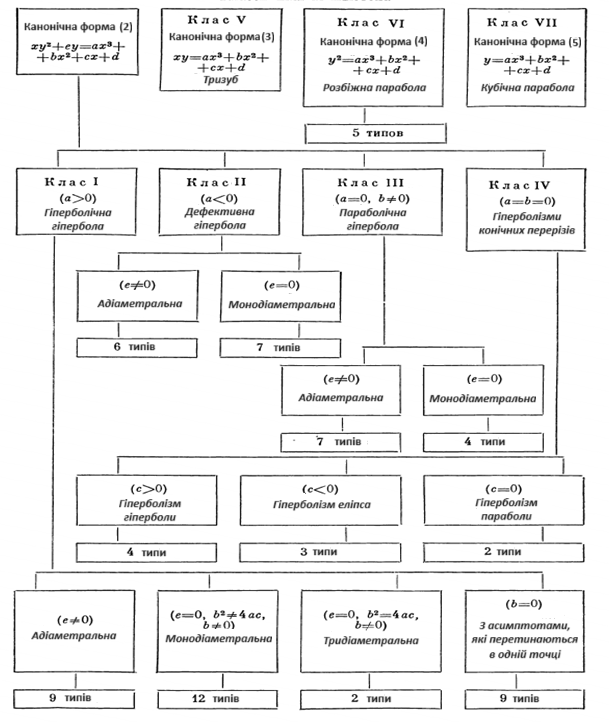 Канонічна форма (2)
xy²+ey=ax³+
+bx²+cx+d
Клас V
Канонічна форма (3)
xy=ax³+bx²+
+cx+d
Тризуб
Клас VI
Канонічна форма (4)
y²=ax³+bx²+
+cx+d
Розбіжна парабола
Клас VII
Канонічна форма (5)
y=ax³+bx²+
+cx+d
Кубічна парабола
5 типов
Клас I
(a>0)
Гіперболічна
гіпербола
Клас II
(a<0)
Дефективна
гіпербола
Клас III
(a=0, b≠0)
Параболічна
гіпербола
Клас IV
(a=b=0)
Гіперболізми
конічних перерізів
(e≠0)
Адіаметральна
(e=0)
Монодіаметральна
6 типів
7 типів
(e≠0)
Адіаметральна
(e=0)
Монодіаметральна
7 типів
4 типи
(c>0)
Гіперболізм
гіперболи
(c<0)
Гіперболізм еліпса
(c=0)
Гіперболізм
параболи
4 типи
3 типи
2 типи
(e≠0)
Адіаметральна
(e=0, b²≠4ac,
b≠0)
Монодіаметральна
(e=0, b²=4ac,
b≠0)
Тридіаметральна
(b=0)
З асимптотами,
які перетинаються
в одній точці
9 типів
12 типів
2 типи
9 типів